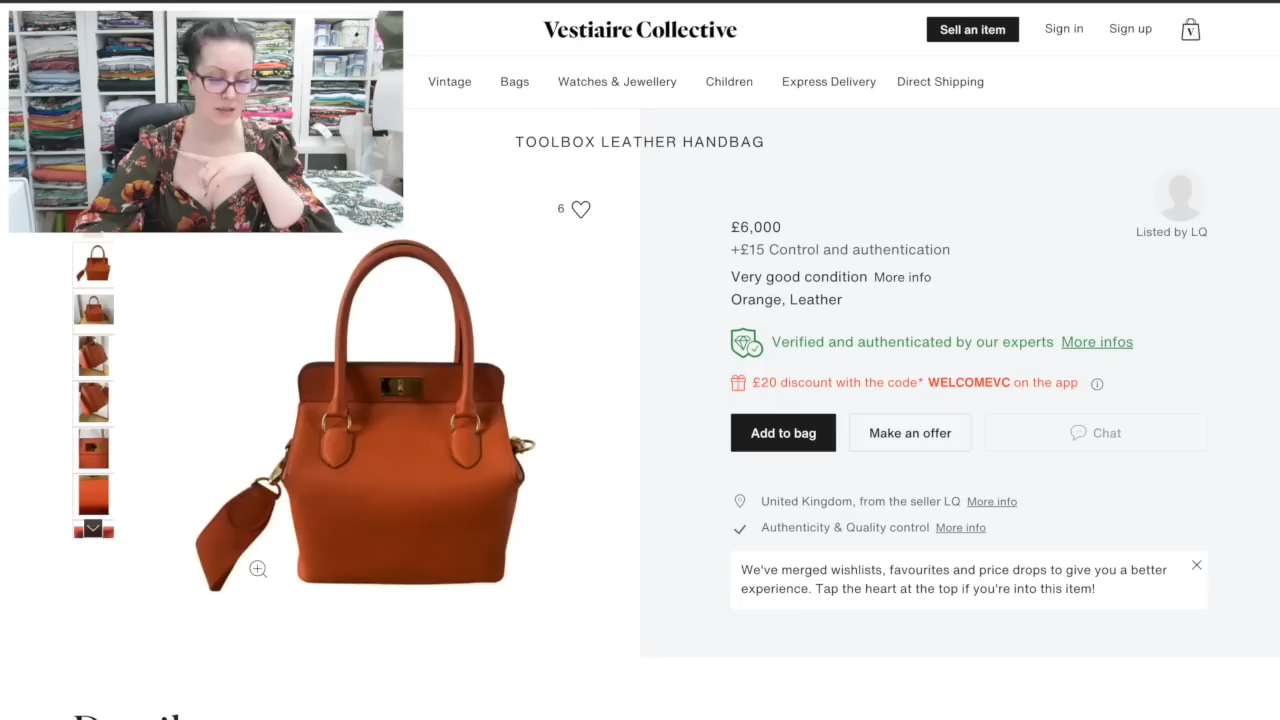 Vestiaire Collective
Sell an item
Sign in
Sign up
V
Vintage
Bags
Watches & Jewellery
Children
Express Delivery
Direct Shipping
TOOLBOX LEATHER HANDBAG
6
£6,000
+£15 Control and authentication
Very good condition More info
Orange, Leather
Listed by LQ
Verified and authenticated by our experts More infos
£20 discount with the code* WELCOMEVC on the app
Add to bag
Make an offer
Chat
United Kingdom, from the seller LQ More info
Authenticity & Quality control More info
We've merged wishlists, favourites and price drops to give you a better
experience. Tap the heart at the top if you're into this item!